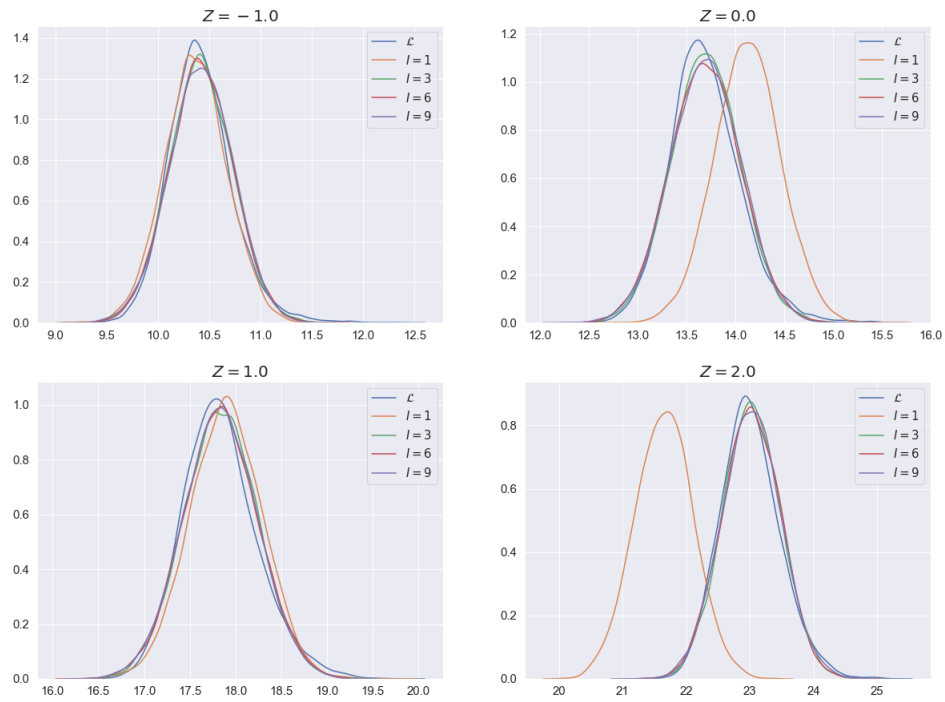 Z = −1.0
1.4
1.2
1.0
0.8
0.6
0.4
0.2
0.0
9.0 9.5 10.0 10.5 11.0 11.5 12.0 12.5
ℒ
I = 1
I = 3
I = 6
I = 9
Z = 0.0
1.2
1.0
0.8
0.6
0.4
0.2
0.0
12.0 12.5 13.0 13.5 14.0 14.5 15.0 15.5 16.0
ℒ
I = 1
I = 3
I = 6
I = 9
Z = 1.0
1.0
0.8
0.6
0.4
0.2
0.0
16.0 16.5 17.0 17.5 18.0 18.5 19.0 19.5 20.0
ℒ
I = 1
I = 3
I = 6
I = 9
Z = 2.0
0.8
0.6
0.4
0.2
0.0
20 21 22 23 24 25
ℒ
I = 1
I = 3
I = 6
I = 9